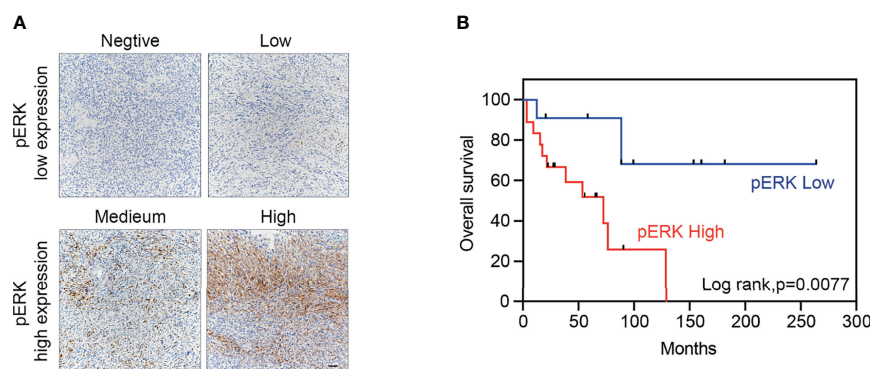 A
Negtive
Low
pERK
low expression
Medieum
High
pERK
high expression
B
Overall survival
100
80
60
40
20
0
pERK Low
pERK High
Log rank,p=0.0077
0
50
100
150
200
250
300
Months